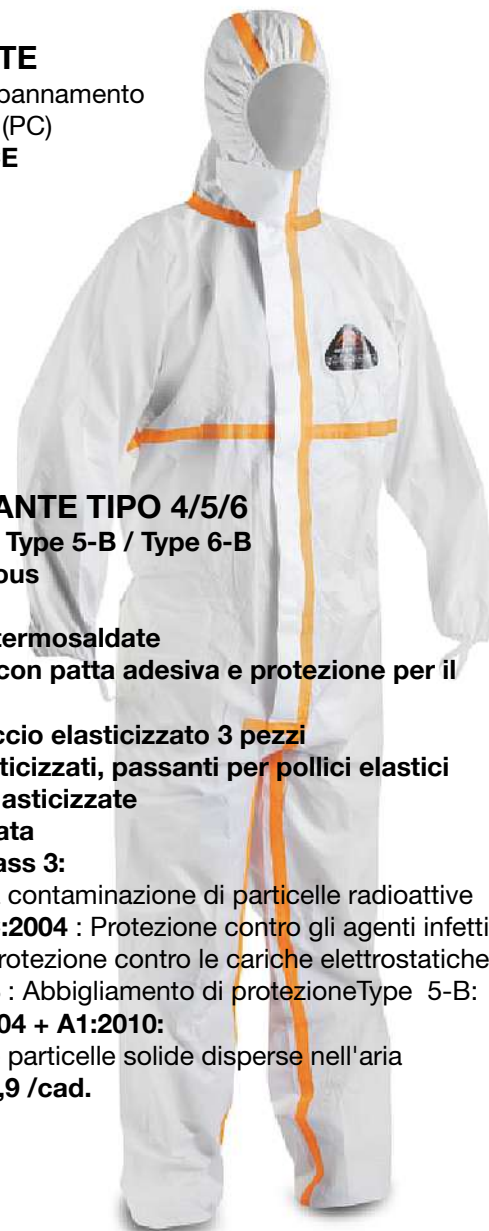 TE
pannamento
(PC)
E
ANTE TIPO 4/5/6
Type 5-B / Type 6-B
ous
termosaldate
con patta adesiva e protezione per il
ccio elasticizzato 3 pezzi
ticizzati, passanti per pollici elastici
asticizzate
ata
ass 3:
contaminazione di particelle radioattive
:2004 : Protezione contro gli agenti infetti
rotezione contro le cariche elettrostatiche
: Abbigliamento di protezioneType 5-B:
04 + A1:2010:
particelle solide disperse nell'aria
,9 /cad.